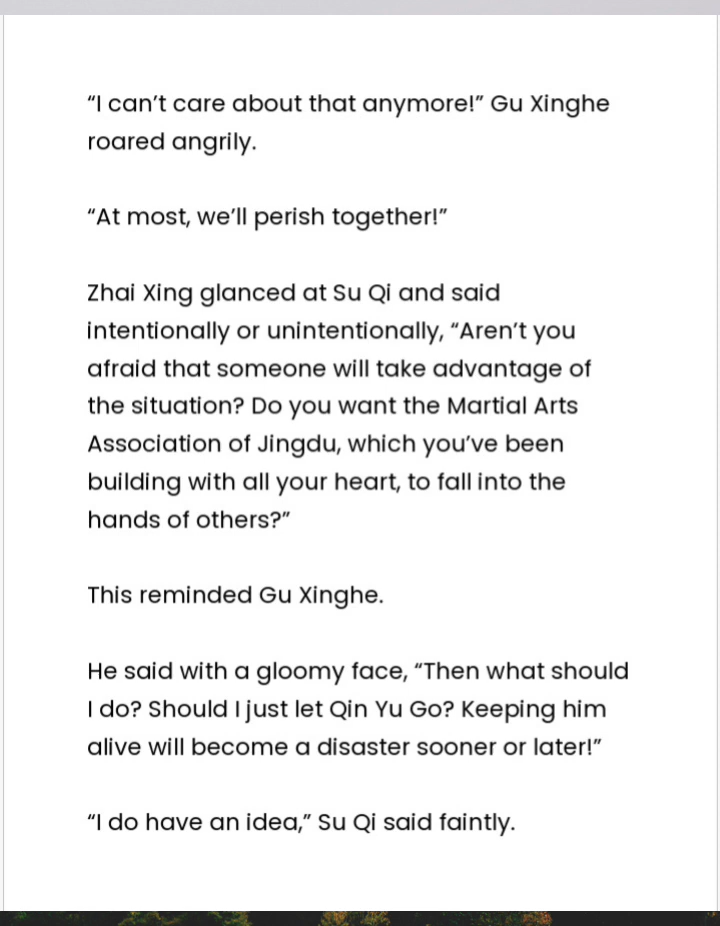 “I can’t care about that anymore!” Gu Xinghe
roared angrily.
“At most, we’ll perish together!”
Zhai Xing glanced at Su Qi and said
intentionally or unintentionally, “Aren’t you
afraid that someone will take advantage of
the situation? Do you want the Martial Arts
Association of Jingdu, which you’ve been
building with all your heart, to fall into the
hands of others?”
This reminded Gu Xinghe.
He said with a gloomy face, “Then what should
I do? Should I just let Qin Yu Go? Keeping him
alive will become a disaster sooner or later!”
“I do have an idea,” Su Qi said faintly.